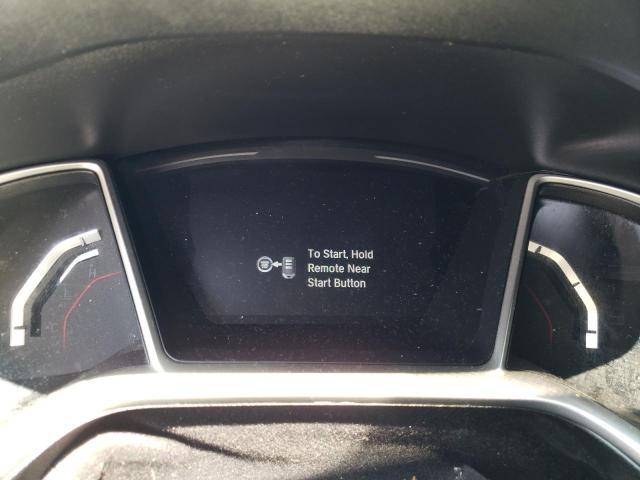 To Start, Hold
Remote Near
Start Button